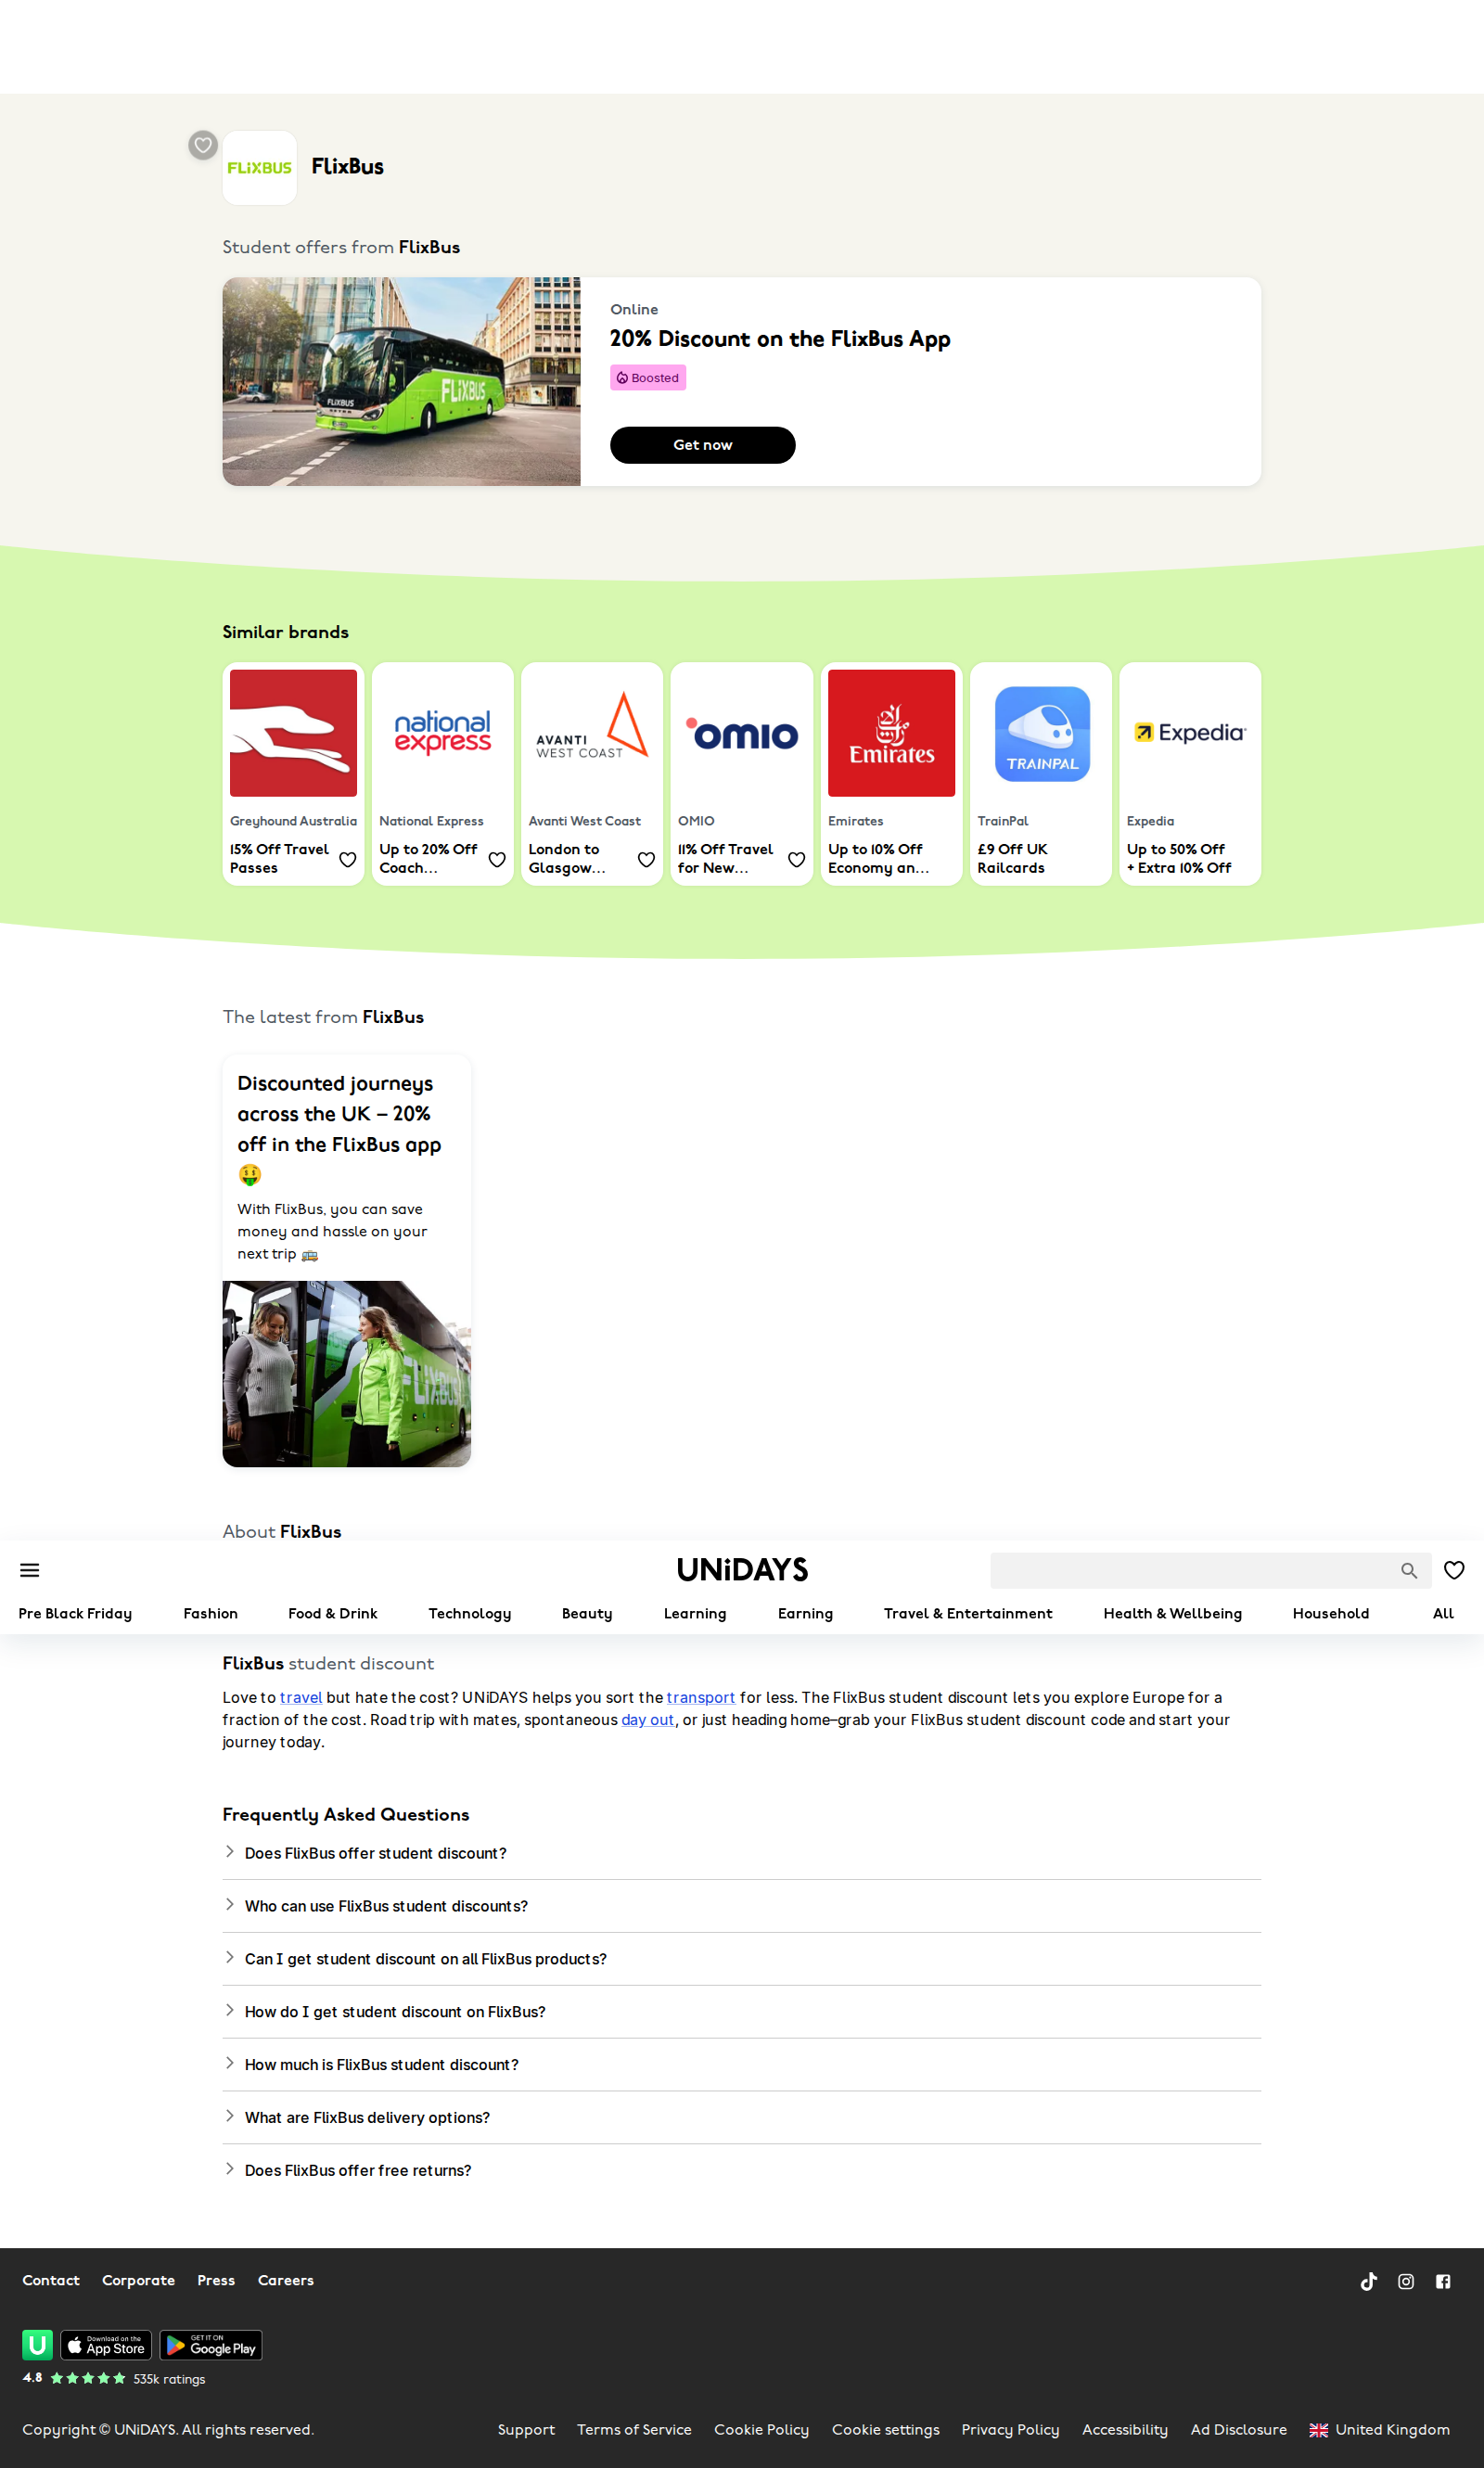 FLiXBUS
FlixBus
Student offers from FlixBus
FLIXBUS
FLiXBUS
Online
20% Discount on the FlixBus App
Boosted
Get now
Similar brands
national
express
AVANTI
WEST COAST
omio
Emirates
TRAINPAL
Expedia
Greyhound Australia
15% Off Travel
Passes
National Express
Up to 20% Off
Coach...
Avanti West Coast
London to
Glasgow...
OMIO
11% Off Travel
for New...
Emirates
Up to 10% Off
Economy an...
TrainPal
£9 Off UK
Railcards
Expedia
Up to 50% Off
+ Extra 10% Off
The latest from FlixBus
Discounted journeys
across the UK – 20%
off in the FlixBus app
🤑
With FlixBus, you can save
money and hassle on your
next trip 🚌
FLiXBUS
About FlixBus
UNiDAYS
Pre Black Friday Fashion Food & Drink Technology Beauty Learning Earning Travel & Entertainment Health & Wellbeing Household All
FlixBus student discount
Love to travel but hate the cost? UNiDAYS helps you sort the transport for less. The FlixBus student discount lets you explore Europe for a
fraction of the cost. Road trip with mates, spontaneous day out, or just heading home–grab your FlixBus student discount code and start your
journey today.
Frequently Asked Questions
Does FlixBus offer student discount?
Who can use FlixBus student discounts?
Can I get student discount on all FlixBus products?
How do I get student discount on FlixBus?
How much is FlixBus student discount?
What are FlixBus delivery options?
Does FlixBus offer free returns?
Contact Corporate Press Careers
U
Download on the
App Store
GET IT ON
Google Play
4.8 ★★★★★ 535k ratings
Copyright © UNiDAYS. All rights reserved.
Support Terms of Service Cookie Policy Cookie settings Privacy Policy Accessibility Ad Disclosure United Kingdom